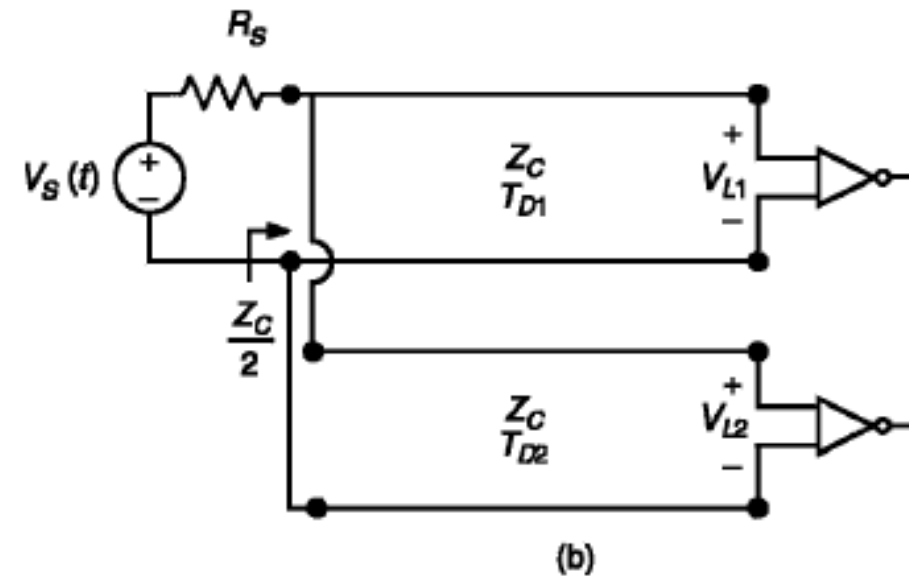 R_S
+
V_S (t)
−
Z_C
T_D1
+
V_L1
−
Z_C
2
Z_C
T_D2
+
V_L2
−
(b)